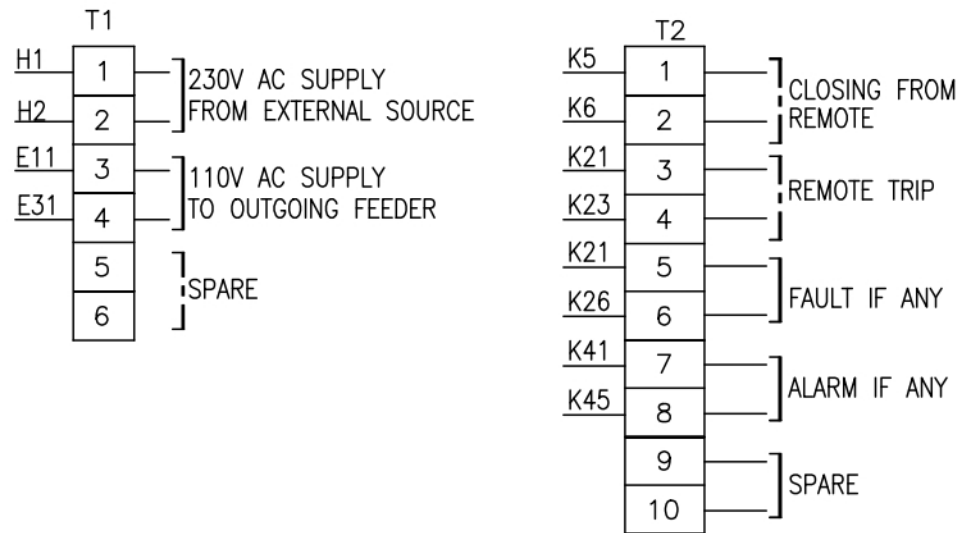 T1
H1 1
230V AC SUPPLY
FROM EXTERNAL SOURCE
H2 2
E11 3
110V AC SUPPLY
TO OUTGOING FEEDER
E31 4
5
SPARE
6
T2
K5 1
CLOSING FROM
REMOTE
K6 2
K21 3
REMOTE TRIP
K23 4
K21 5
FAULT IF ANY
K26 6
K41 7
ALARM IF ANY
K45 8
9
SPARE
10